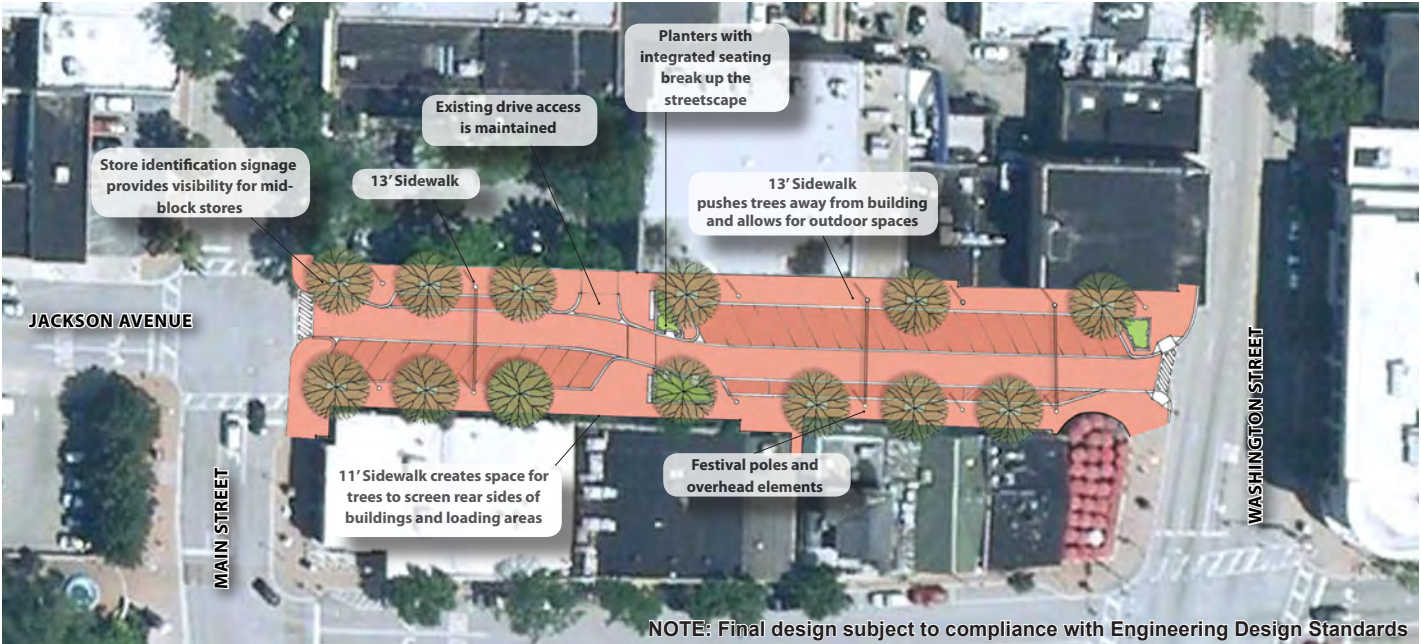 Planters with
integrated seating
break up the
streetscape
Existing drive access
is maintained
Store identification signage
provides visibility for mid-
block stores
13' Sidewalk
13' Sidewalk
pushes trees away from building
and allows for outdoor spaces
JACKSON AVENUE
MAIN STREET
WASHINGTON STREET
11' Sidewalk creates space for
trees to screen rear sides of
buildings and loading areas
Festival poles and
overhead elements
NOTE: Final design subject to compliance with Engineering Design Standards